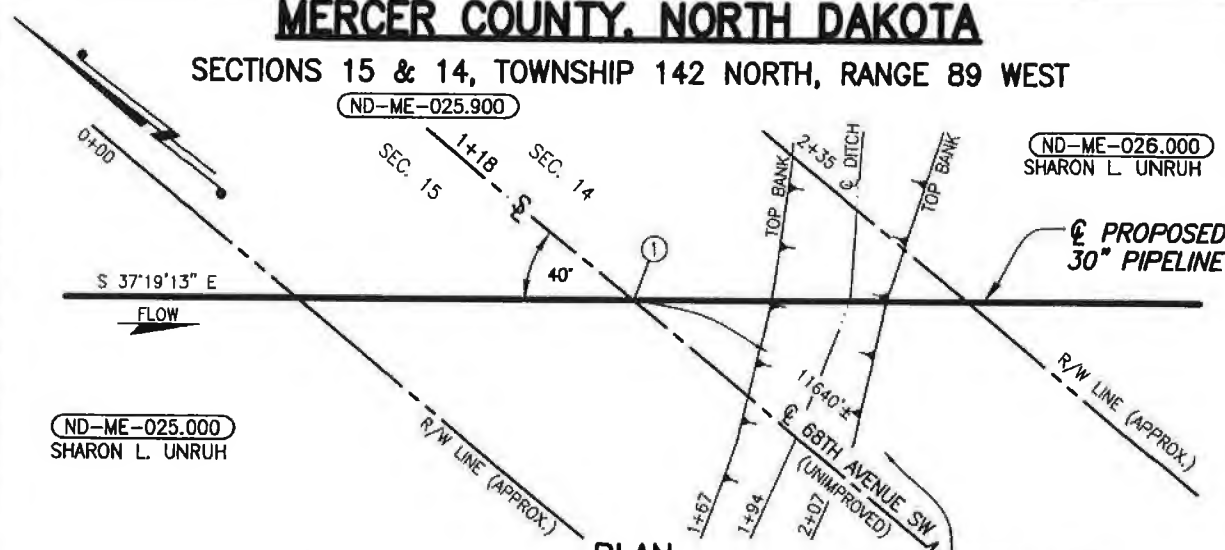 MERCER COUNTY, NORTH DAKOTA
SECTIONS 15 & 14, TOWNSHIP 142 NORTH, RANGE 89 WEST
ND-ME-025.900
0+00
1+18
SEC. 15
SEC. 14
TOP BANK
2+35
℄ DITCH
TOP BANK
ND-ME-026.000
SHARON L. UNRUH
℄ PROPOSED
30" PIPELINE
1
40°
S 37°19'13" E
FLOW
ND-ME-025.000
SHARON L. UNRUH
R/W LINE (APPROX.)
11640'±
℄ 68TH AVENUE SW
(UNIMPROVED)
R/W LINE (APPROX.)
1+67
1+94
2+07
PLAN